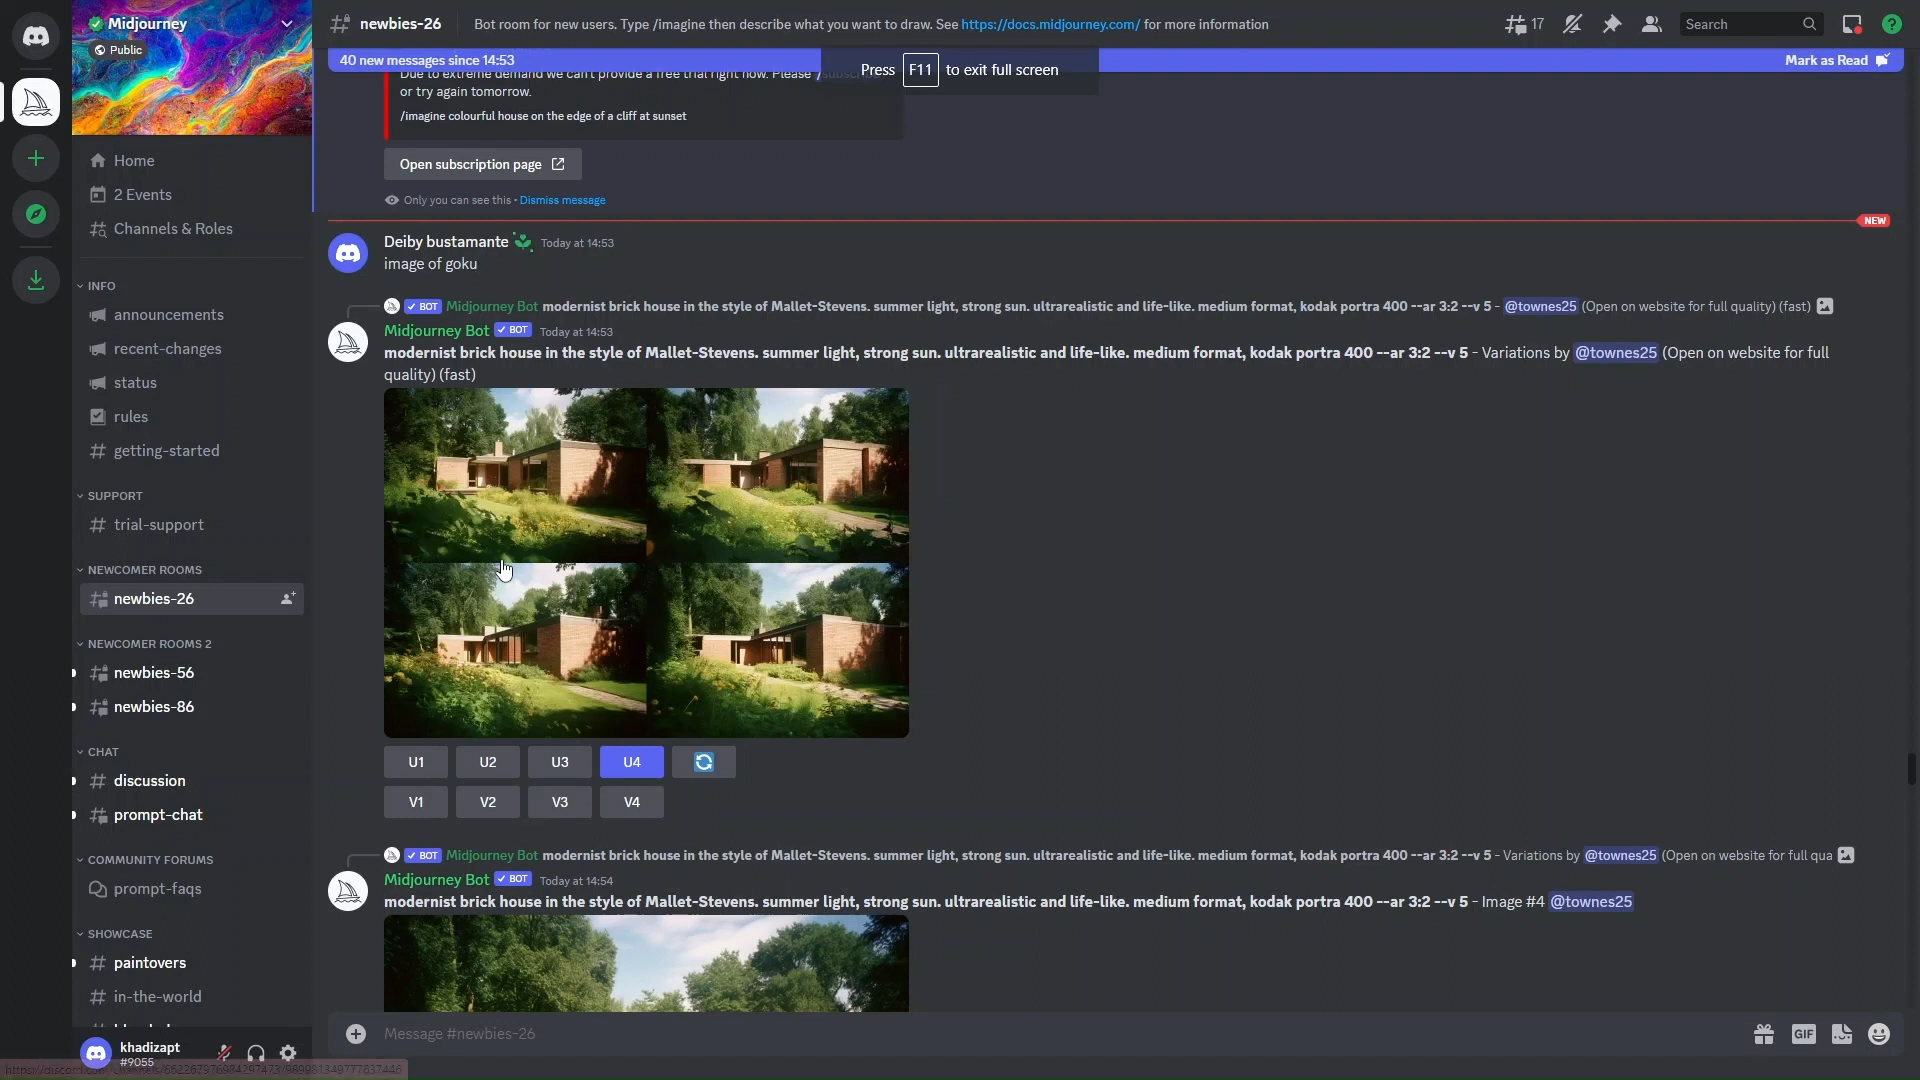 Midjourney
Public
newbies-26
Bot room for new users. Type /imagine then describe what you want to draw. See https://docs.midjourney.com/ for more information
17
Search
40 new messages since 14:53
Mark as Read
Press F11 to exit full screen
Due to extreme demand we can't provide a free trial right now. Please
or try again tomorrow.
/imagine colourful house on the edge of a cliff at sunset
Open subscription page
Only you can see this • Dismiss message
NEW
Home
2 Events
Channels & Roles
INFO
announcements
recent-changes
status
rules
getting-started
SUPPORT
trial-support
NEWCOMER ROOMS
newbies-26
NEWCOMER ROOMS 2
newbies-56
newbies-86
CHAT
discussion
prompt-chat
COMMUNITY FORUMS
prompt-faqs
SHOWCASE
paintovers
in-the-world
khadizapt
#9055
Deiby bustamante Today at 14:53
image of goku
BOT Midjourney Bot modernist brick house in the style of Mallet-Stevens. summer light, strong sun. ultrarealistic and life-like. medium format, kodak portra 400 --ar 3:2 --v 5 - @townes25 (Open on website for full quality) (fast)
Midjourney Bot BOT Today at 14:53
modernist brick house in the style of Mallet-Stevens. summer light, strong sun. ultrarealistic and life-like. medium format, kodak portra 400 --ar 3:2 --v 5 - Variations by @townes25 (Open on website for full
quality) (fast)
U1 U2 U3 U4
V1 V2 V3 V4
BOT Midjourney Bot modernist brick house in the style of Mallet-Stevens. summer light, strong sun. ultrarealistic and life-like. medium format, kodak portra 400 --ar 3:2 --v 5 - Variations by @townes25 (Open on website for full qua
Midjourney Bot BOT Today at 14:54
modernist brick house in the style of Mallet-Stevens. summer light, strong sun. ultrarealistic and life-like. medium format, kodak portra 400 --ar 3:2 --v 5 - Image #4 @townes25
Message #newbies-26
GIF